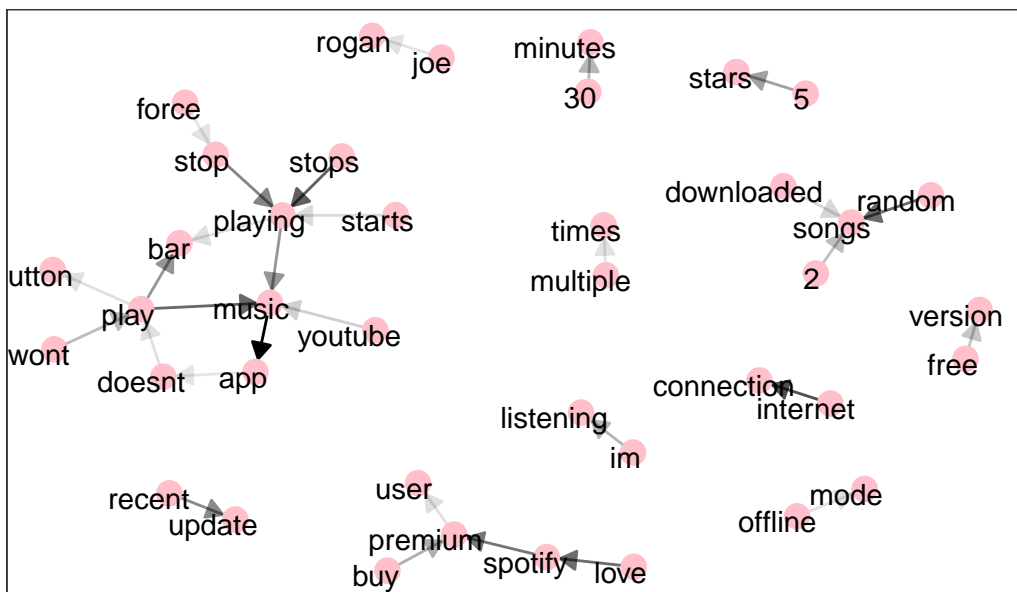 rogan
joe
minutes
30
stars
5
force
stop
stops
playing
starts
bar
utton
play
music
youtube
wont
doesnt
app
downloaded
random
songs
2
times
multiple
version
free
connection
internet
listening
im
recent
update
user
premium
buy
spotify
love
mode
offline